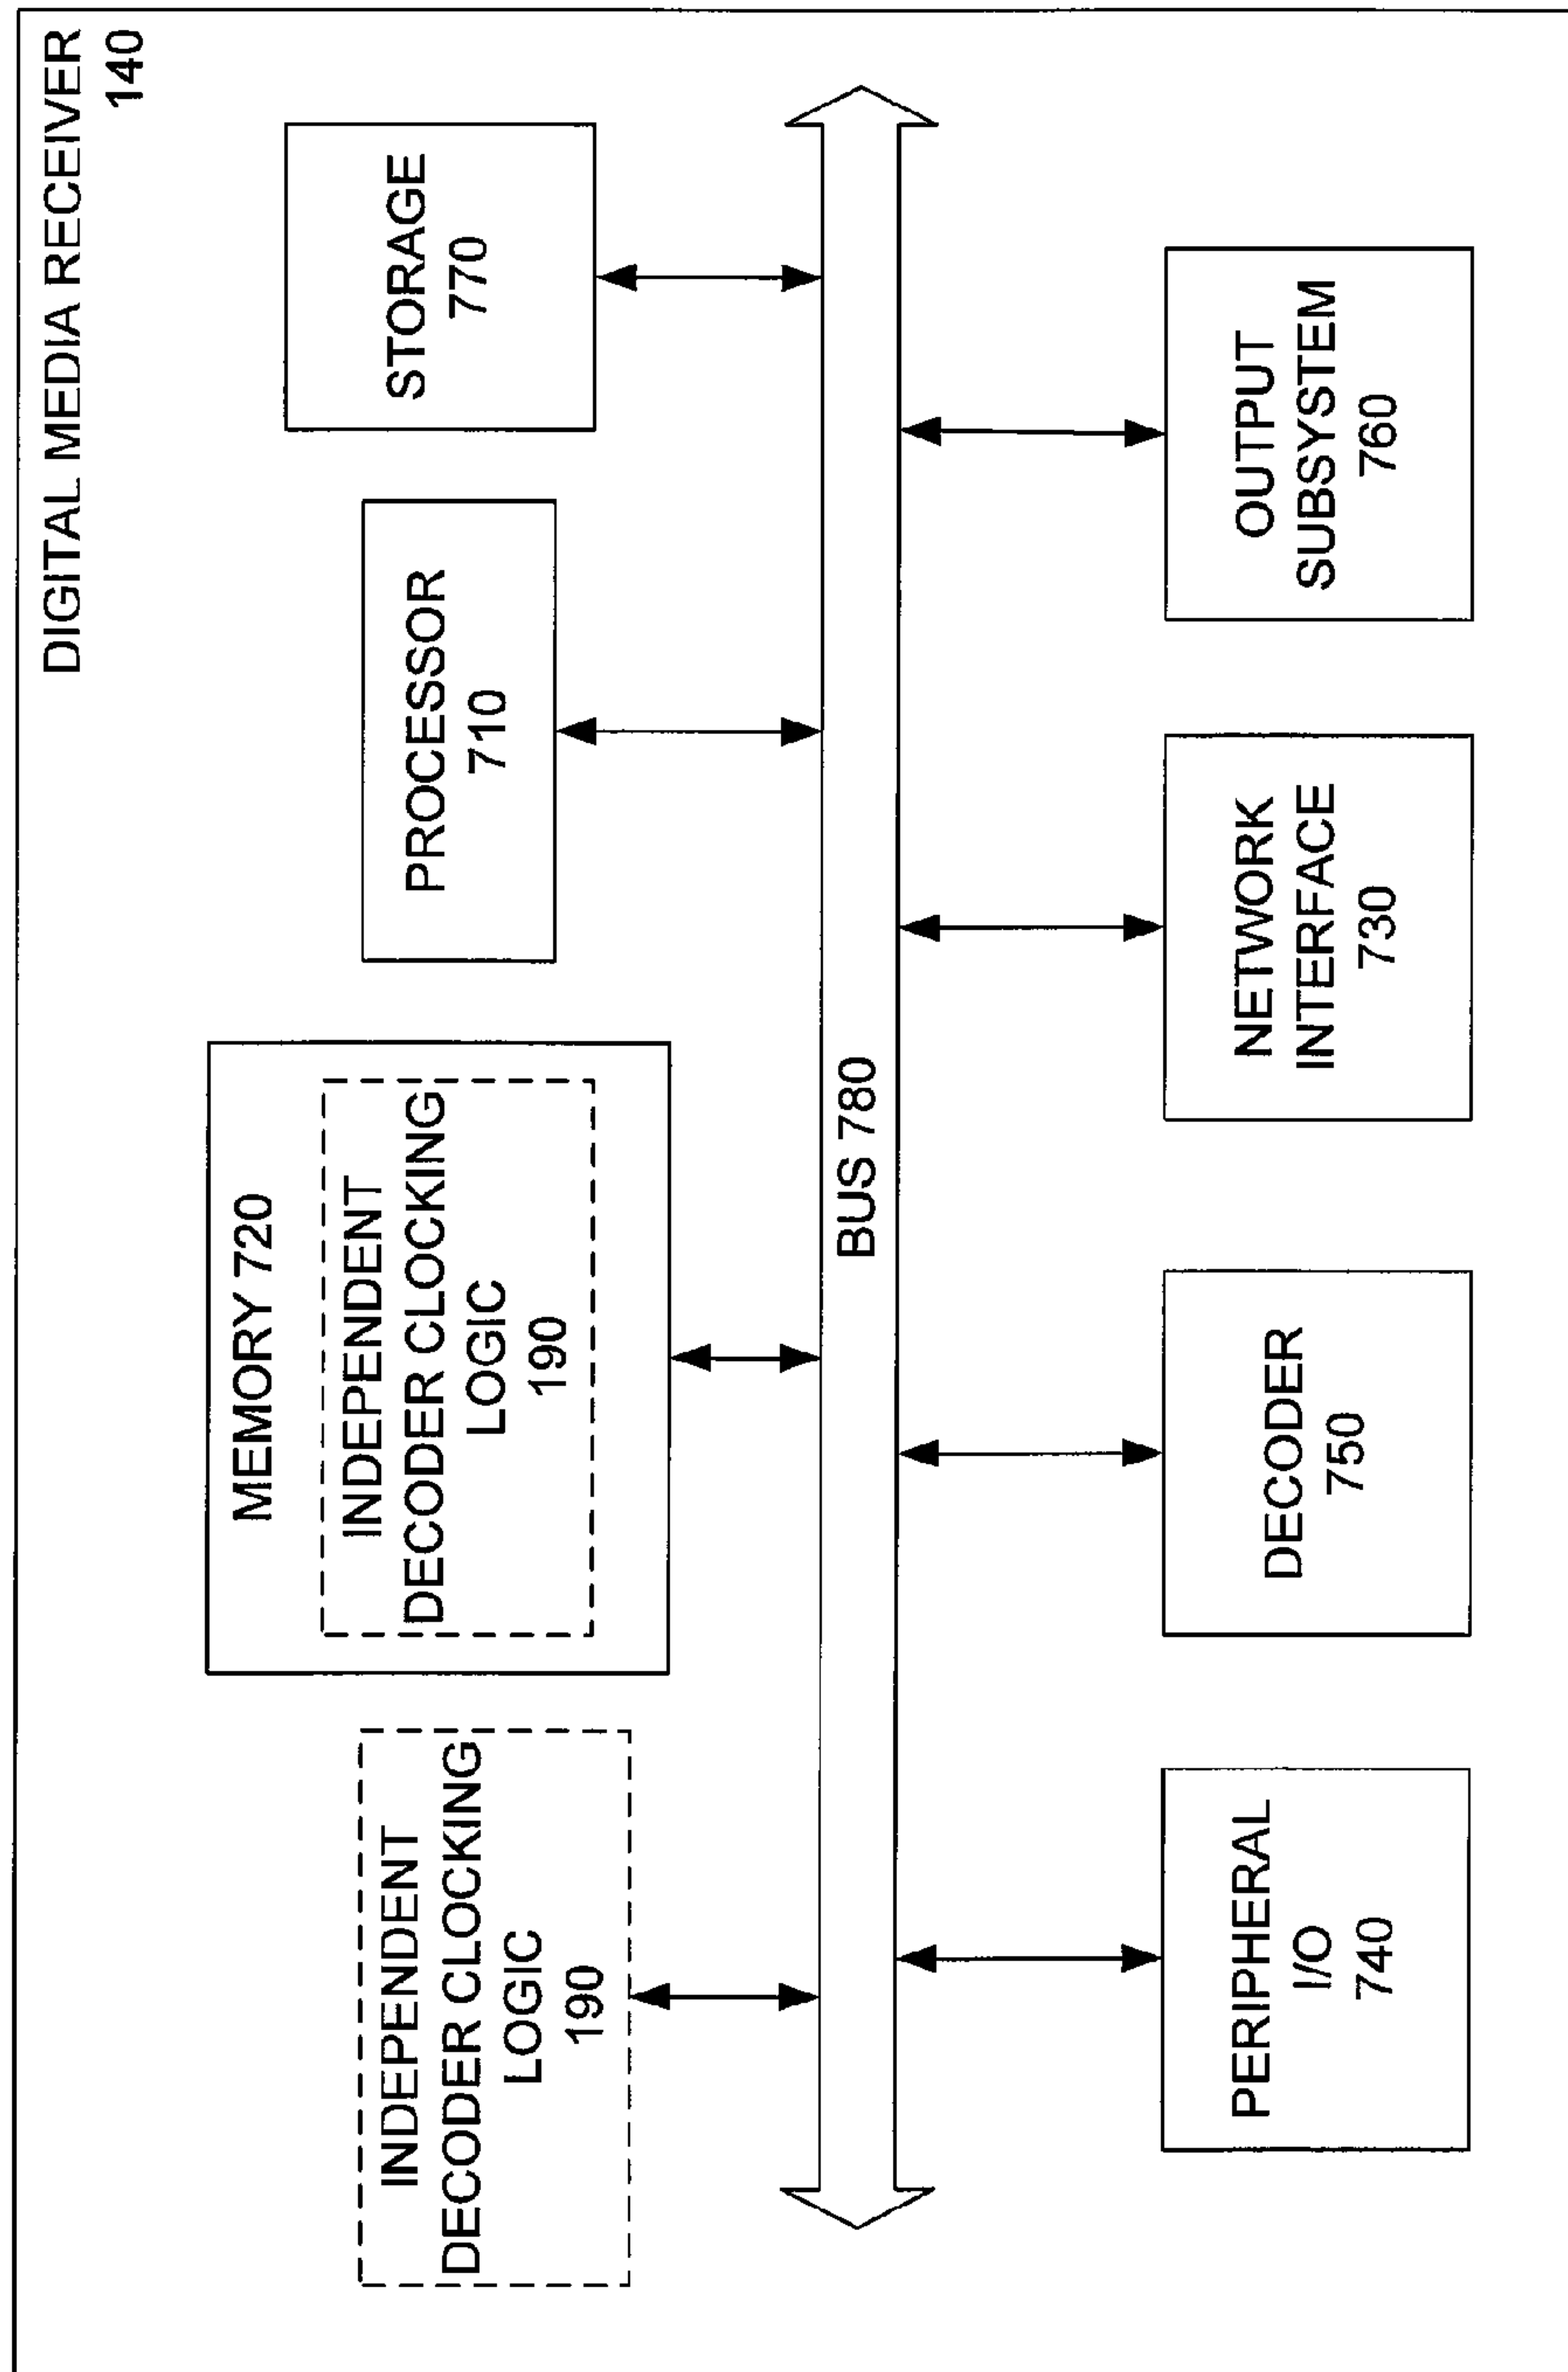 DIGITAL MEDIA RECEIVER
140
INDEPENDENT
DECODER CLOCKING
LOGIC
190
MEMORY 720
INDEPENDENT
DECODER CLOCKING
LOGIC
190
PROCESSOR
710
STORAGE
770
BUS 780
PERIPHERAL
I/O
740
DECODER
750
NETWORK
INTERFACE
730
OUTPUT
SUBSYSTEM
760